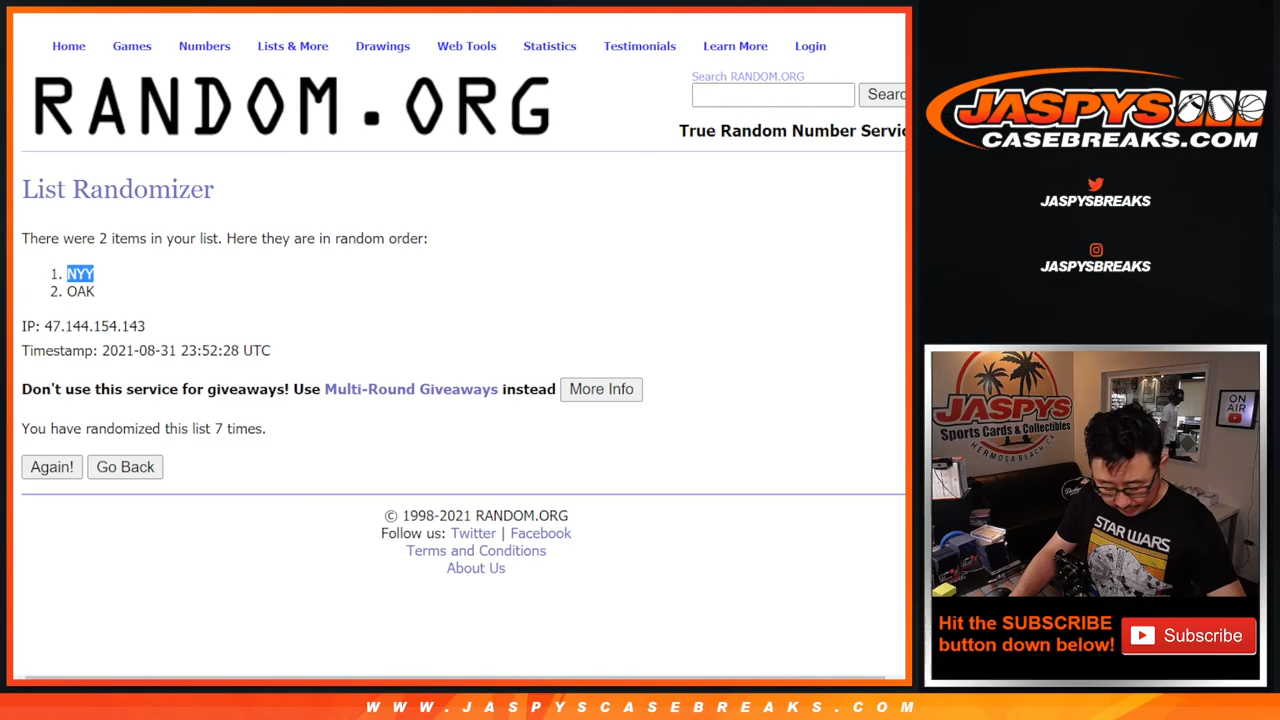 Home Games Numbers Lists & More Drawings Web Tools Statistics Testimonials Learn More Login
RANDOM.ORG
Search RANDOM.ORG
Searc
True Random Number Servic
List Randomizer
There were 2 items in your list. Here they are in random order:
1. NYY
2. OAK
IP: 47.144.154.143
Timestamp: 2021-08-31 23:52:28 UTC
Don't use this service for giveaways! Use Multi-Round Giveaways instead More Info
You have randomized this list 7 times.
Again! Go Back
© 1998-2021 RANDOM.ORG
Follow us: Twitter | Facebook
Terms and Conditions
About Us
JASPYS
CASEBREAKS.COM
JASPYSBREAKS
JASPYSBREAKS
JASPYS
Sports Cards & Collectibles
HERMOSA BEACH, CA
ON AIR
Dodgers
STAR WARS
Hit the SUBSCRIBE
button down below!
Subscribe
WWW.JASPYSCASEBREAKS.COM